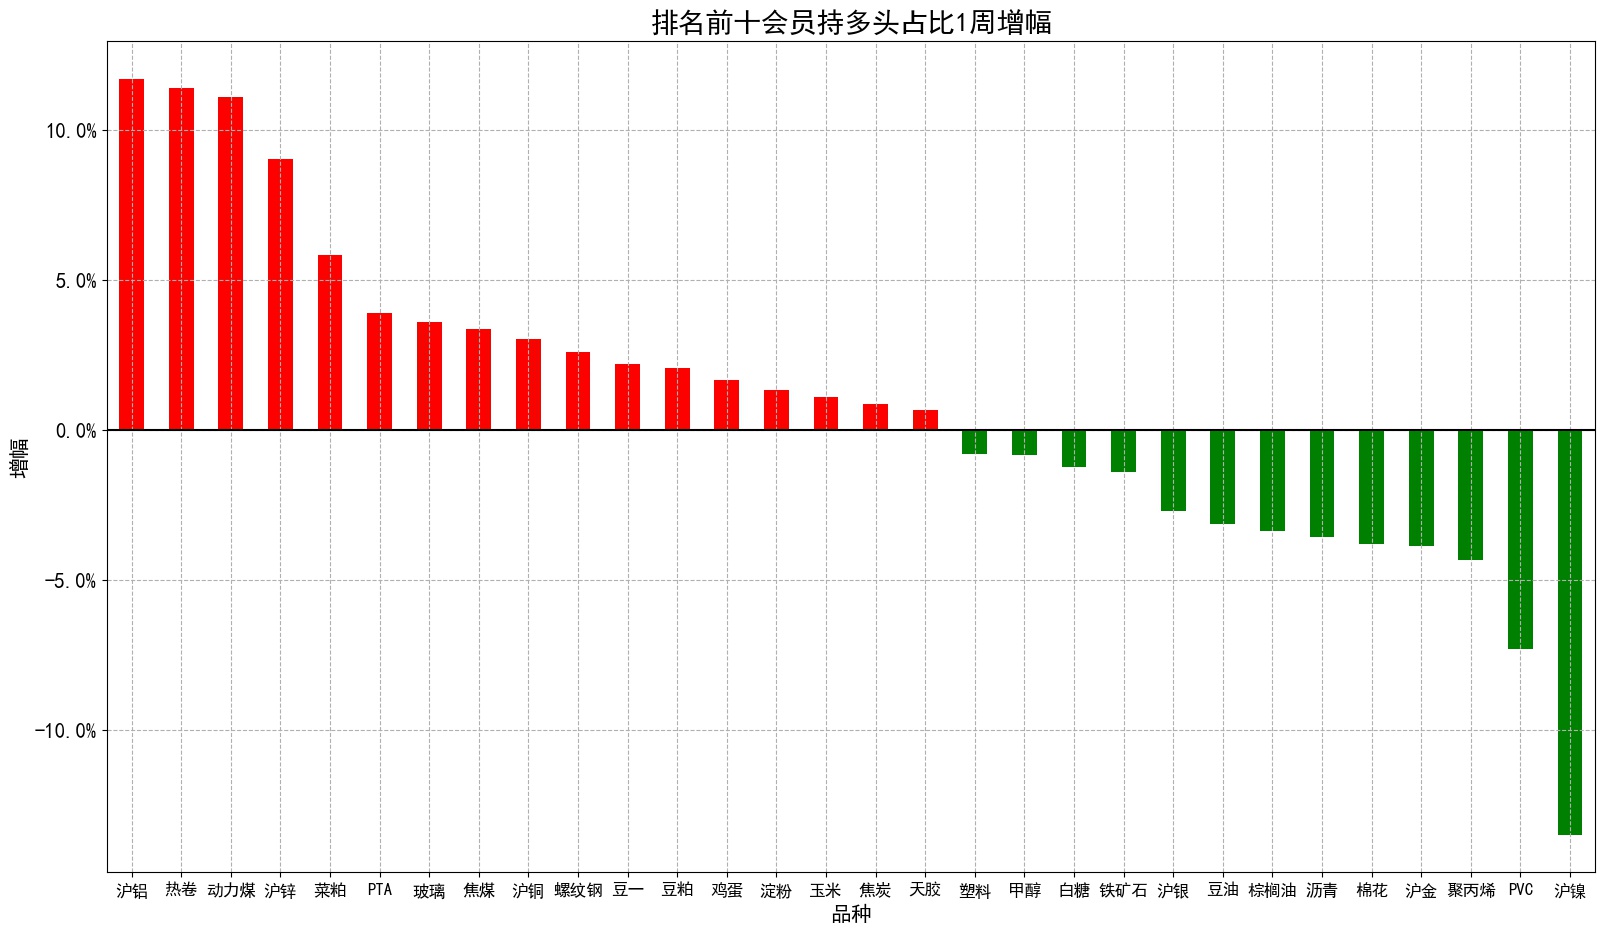 排名前十会员持多头占比1周增幅
10.0%
5.0%
0.0%
−5.0%
−10.0%
增幅
沪铝 热卷 动力煤 沪锌 菜粕 PTA 玻璃 焦煤 沪铜 螺纹钢 豆一 豆粕 鸡蛋 淀粉 玉米 焦炭 天胶 塑料 甲醇 白糖 铁矿石 沪银 豆油 棕榈油 沥青 棉花 沪金 聚丙烯 PVC 沪镍
品种